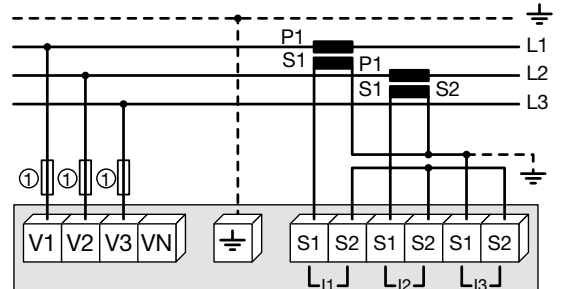 P1
L1
S1 P1
L2
S1 S2
L3
① ① ①
V1 V2 V3 VN S1 S2 S1 S2 S1 S2
I1 I2 I3